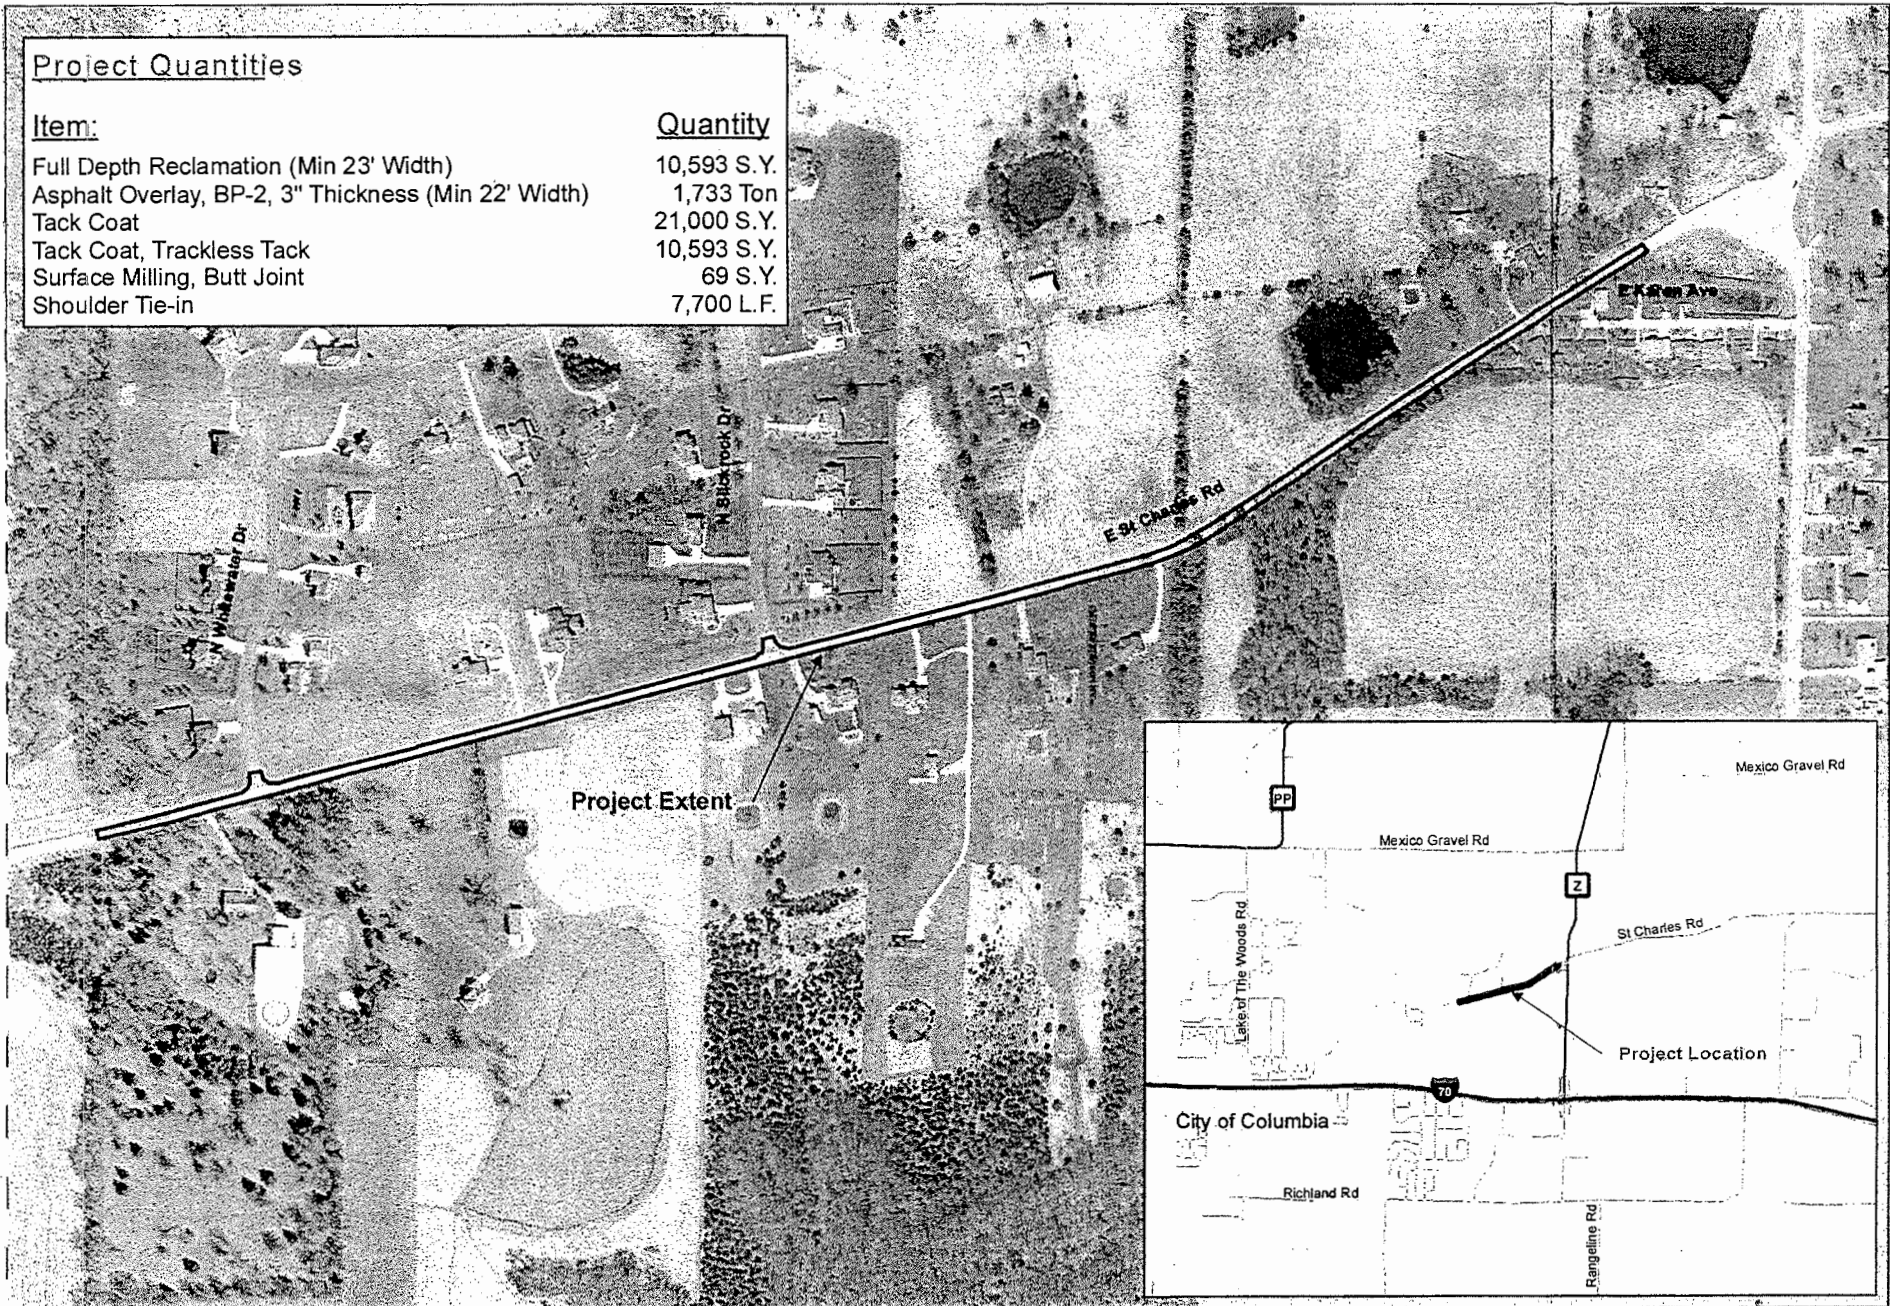 Project Quantities
Item: Quantity
Full Depth Reclamation (Min 23' Width) 10,593 S.Y.
Asphalt Overlay, BP-2, 3" Thickness (Min 22' Width) 1,733 Ton
Tack Coat 21,000 S.Y.
Tack Coat, Trackless Tack 10,593 S.Y.
Surface Milling, Butt Joint 69 S.Y.
Shoulder Tie-in 7,700 L.F.
E Karen Ave
N Slickrock Dr
E St Charles Rd
N Whitewater Dr
Project Extent
Mexico Gravel Rd
PP
Mexico Gravel Rd
Z
Lake of The Woods Rd
St Charles Rd
Project Location
70
City of Columbia
Richland Rd
Rangeline Rd